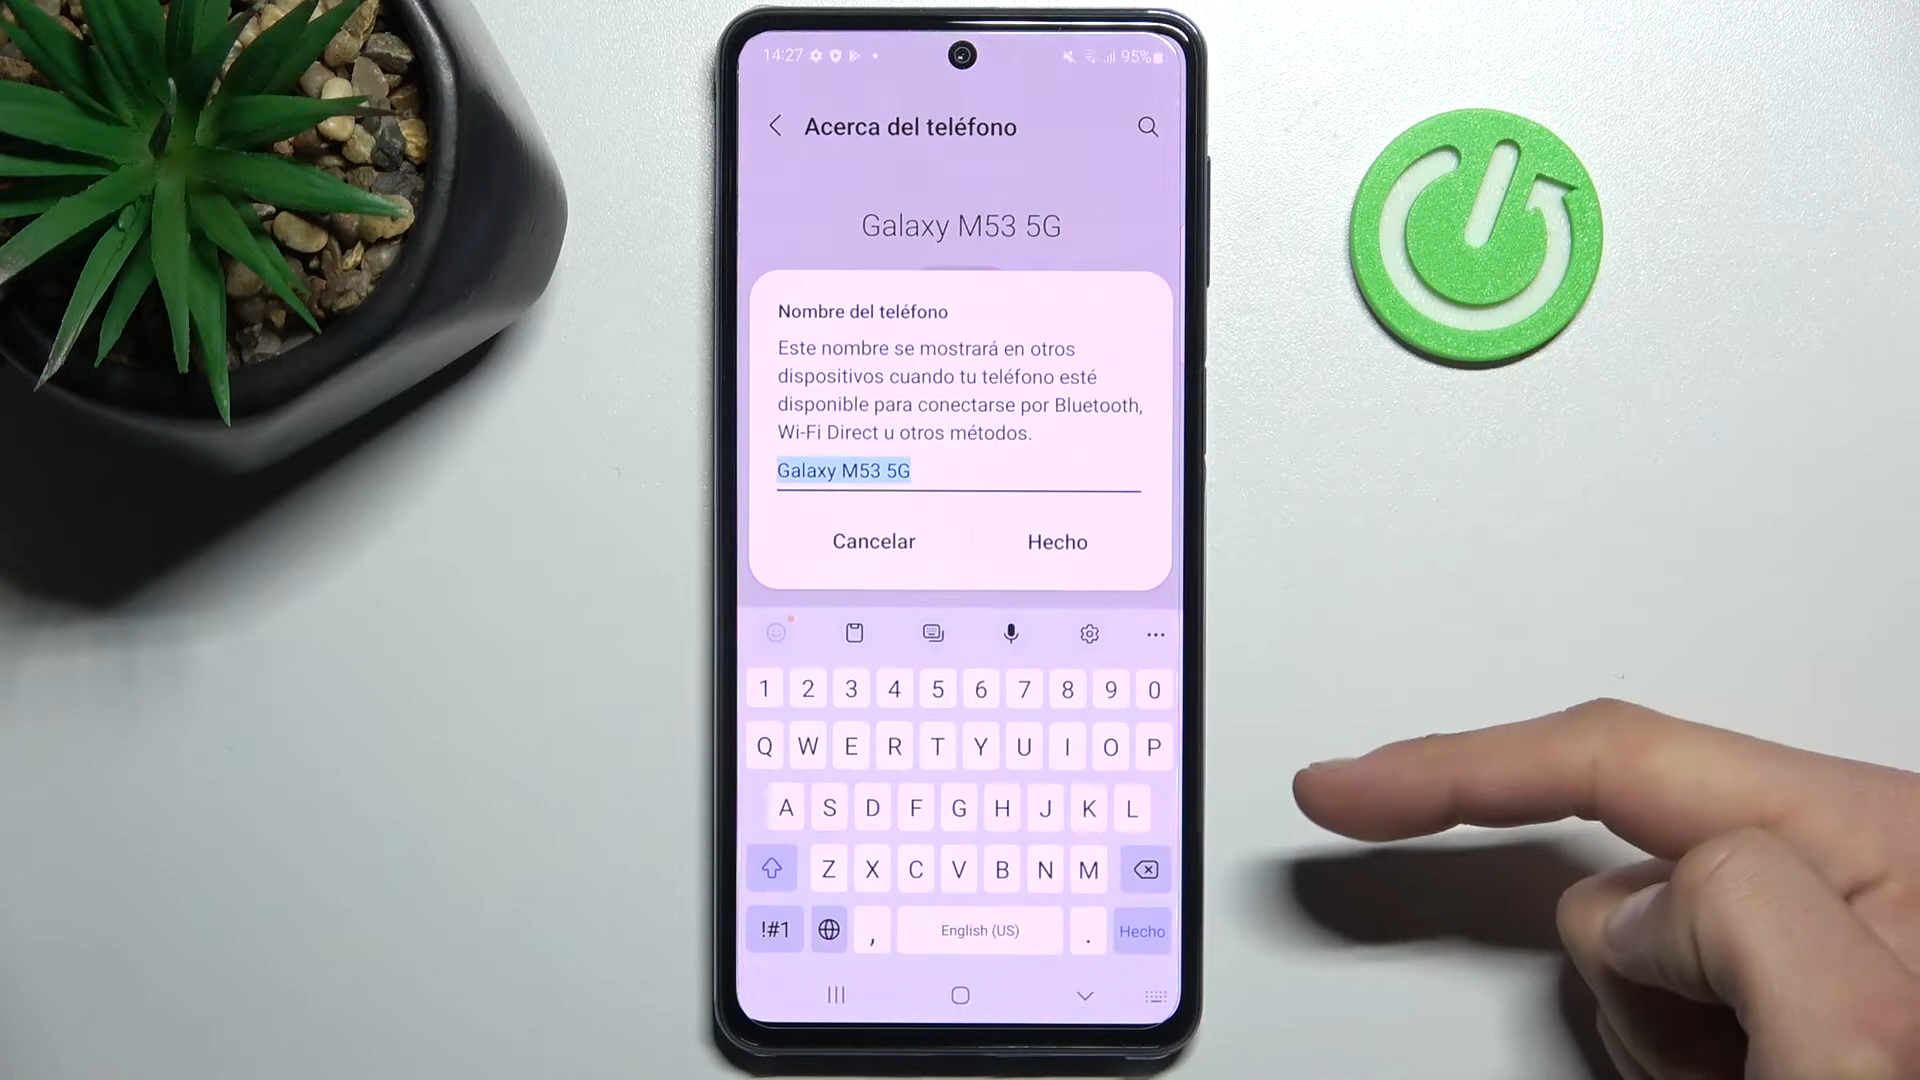 14:27 95%
Acerca del teléfono
Galaxy M53 5G
Nombre del teléfono
Este nombre se mostrará en otros
dispositivos cuando tu teléfono esté
disponible para conectarse por Bluetooth,
Wi-Fi Direct u otros métodos.
Galaxy M53 5G
Cancelar Hecho
1 2 3 4 5 6 7 8 9 0
Q W E R T Y U I O P
A S D F G H J K L
Z X C V B N M
!#1 , English (US) . Hecho